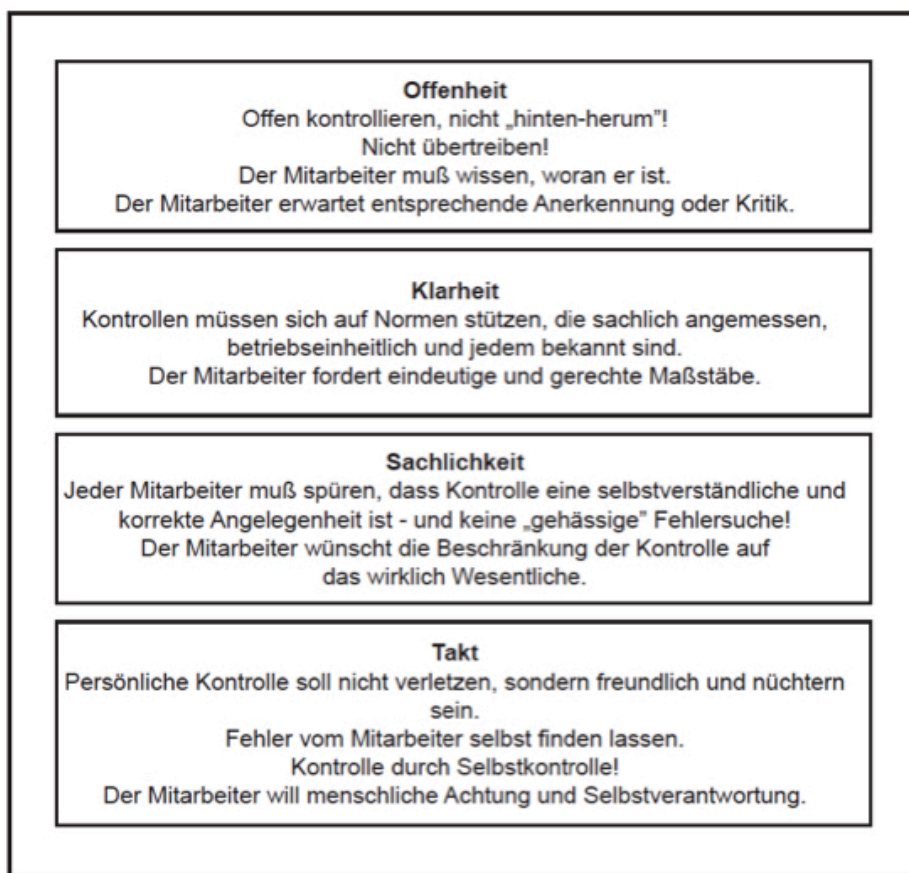 Offenheit
Offen kontrollieren, nicht „hinten-herum”!
Nicht übertreiben!
Der Mitarbeiter muß wissen, woran er ist.
Der Mitarbeiter erwartet entsprechende Anerkennung oder Kritik.
Klarheit
Kontrollen müssen sich auf Normen stützen, die sachlich angemessen,
betriebseinheitlich und jedem bekannt sind.
Der Mitarbeiter fordert eindeutige und gerechte Maßstäbe.
Sachlichkeit
Jeder Mitarbeiter muß spüren, dass Kontrolle eine selbstverständliche und
korrekte Angelegenheit ist - und keine „gehässige” Fehlersuche!
Der Mitarbeiter wünscht die Beschränkung der Kontrolle auf
das wirklich Wesentliche.
Takt
Persönliche Kontrolle soll nicht verletzen, sondern freundlich und nüchtern
sein.
Fehler vom Mitarbeiter selbst finden lassen.
Kontrolle durch Selbstkontrolle!
Der Mitarbeiter will menschliche Achtung und Selbstverantwortung.